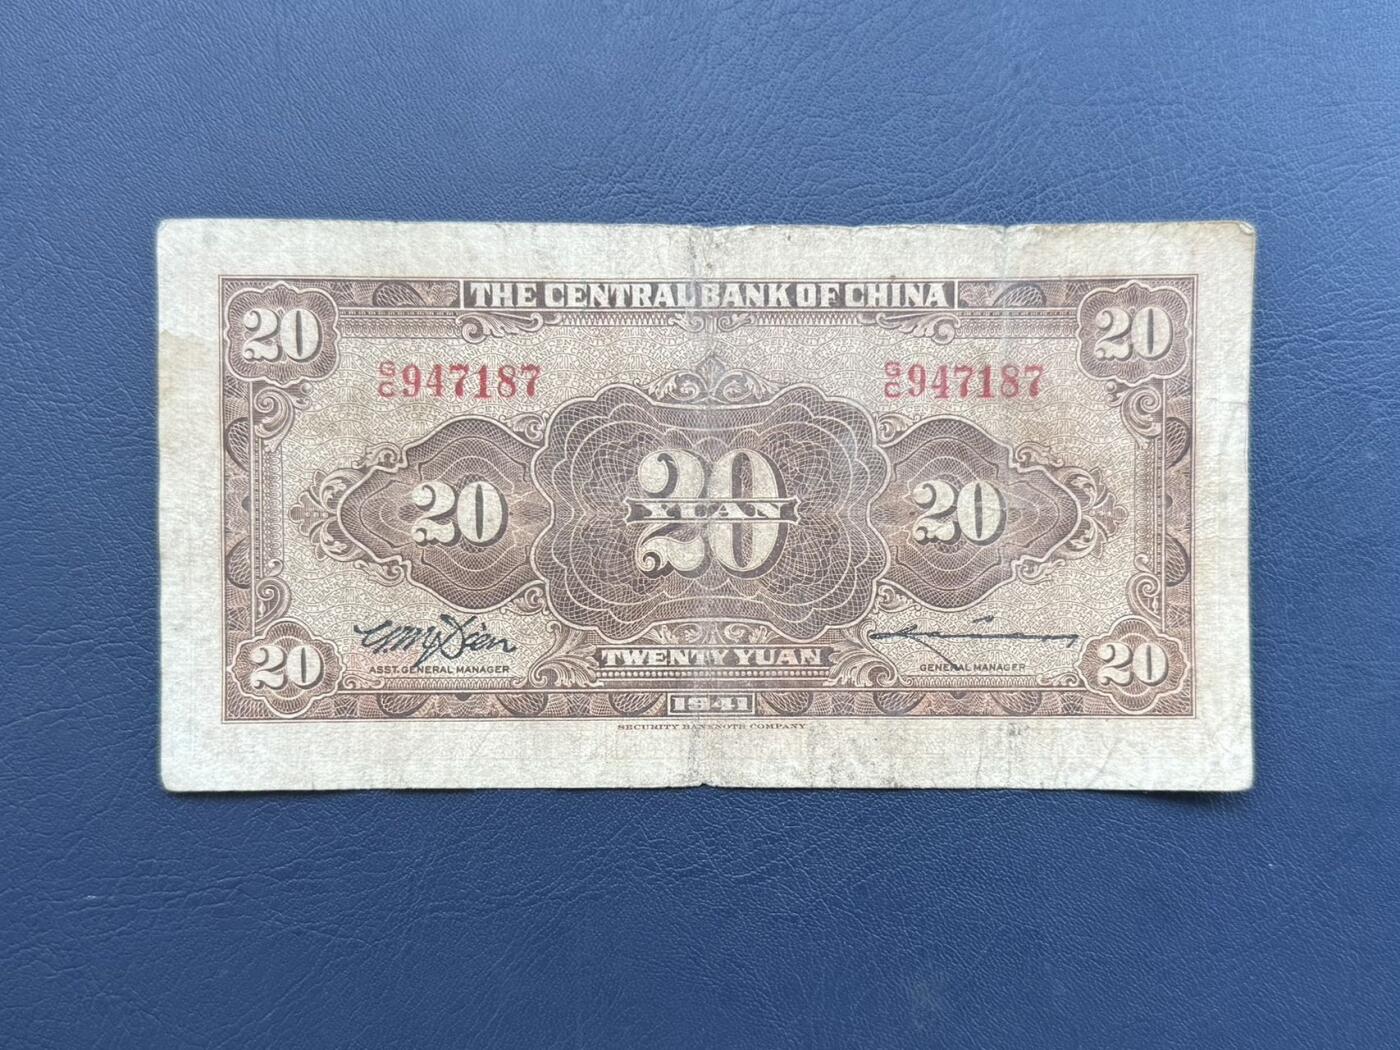 THE CENTRAL BANK OF CHINA
20 20
G/C 947187 G/C 947187
20 20 YUAN 20 20
ASST. GENERAL MANAGER TWENTY YUAN GENERAL MANAGER
20 20
1941
SECURITY BANKNOTE COMPANY